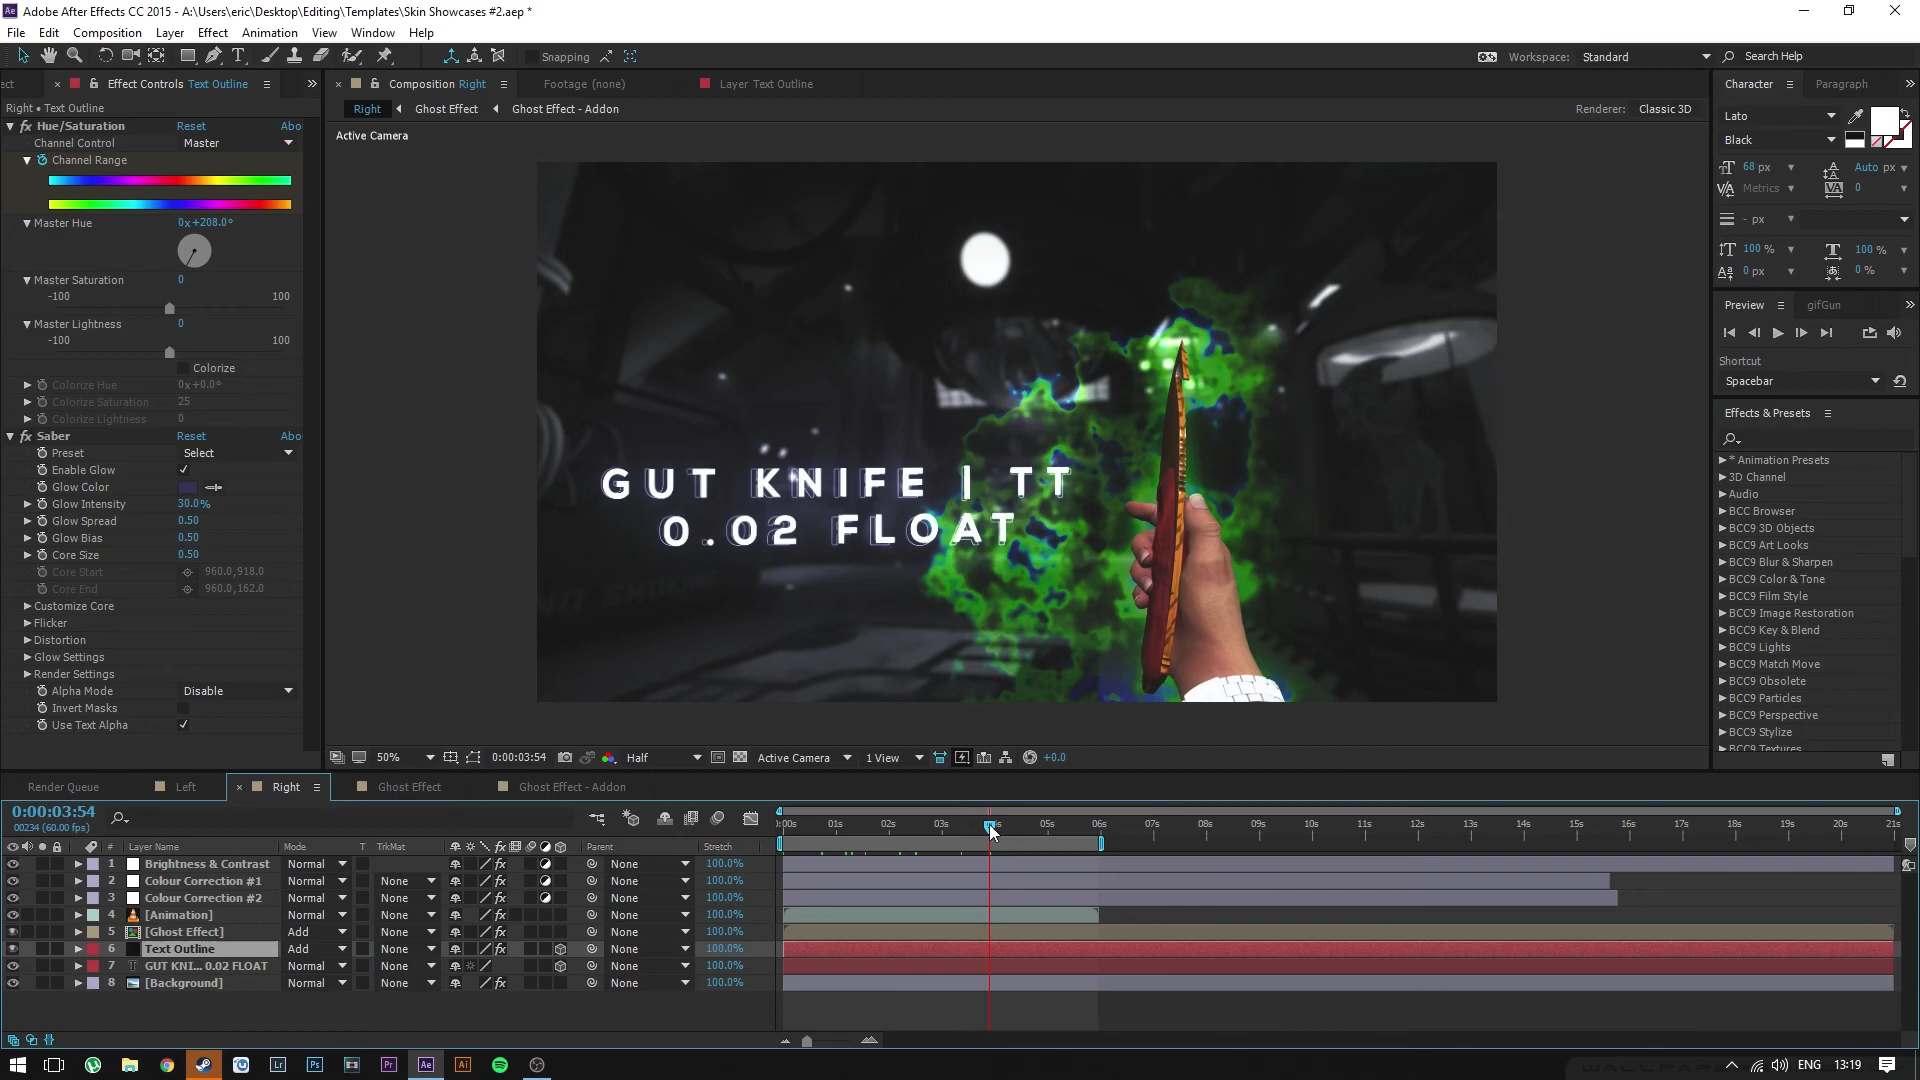 Adobe After Effects CC 2015 - A:\Users\eric\Desktop\Editing\Templates\Skin Showcases #2.aep *
File Edit Composition Layer Effect Animation View Window Help
Snapping
Workspace: Standard
Search Help
ect
Effect Controls Text Outline
Right • Text Outline
Hue/Saturation Reset Abo
Channel Control Master
Channel Range
Master Hue 0x+208.0°
Master Saturation 0
-100 100
Master Lightness 0
-100 100
Colorize
Colorize Hue 0x+0.0°
Colorize Saturation 25
Colorize Lightness 0
Saber Reset Abo
Preset Select
Enable Glow
Glow Color
Glow Intensity 30.0%
Glow Spread 0.50
Glow Bias 0.50
Core Size 0.50
Core Start 960.0,918.0
Core End 960.0,162.0
Customize Core
Flicker
Distortion
Glow Settings
Render Settings
Alpha Mode Disable
Invert Masks
Use Text Alpha
Composition Right
Footage (none)
Layer Text Outline
Right Ghost Effect Ghost Effect - Addon
Renderer: Classic 3D
Active Camera
GUT KNIFE | TT
0.02 FLOAT
50% 0:00:03:54 Half Active Camera 1 View +0.0
Character Paragraph
Lato
Black
68 px Auto px
Metrics 0
- px
100 % 100 %
0 px 0 %
Preview gifGun
Shortcut
Spacebar
Effects & Presets
* Animation Presets
3D Channel
Audio
BCC Browser
BCC9 3D Objects
BCC9 Art Looks
BCC9 Blur & Sharpen
BCC9 Color & Tone
BCC9 Film Style
BCC9 Image Restoration
BCC9 Key & Blend
BCC9 Lights
BCC9 Match Move
BCC9 Obsolete
BCC9 Particles
BCC9 Perspective
BCC9 Stylize
BCC9 Textures
Render Queue Left Right Ghost Effect Ghost Effect - Addon
0:00:03:54
00234 (60.00 fps)
:00s 01s 02s 03s 05s 06s 07s 08s 09s 10s 11s 12s 13s 14s 15s 16s 17s 18s 19s 20s 21s
# Layer Name Mode T TrkMat Parent Stretch
1 Brightness & Contrast Normal None 100.0%
2 Colour Correction #1 Normal None None 100.0%
3 Colour Correction #2 Normal None None 100.0%
4 [Animation] Normal None None 100.0%
5 [Ghost Effect] Add None None 100.0%
6 Text Outline Add None None 100.0%
7 GUT KNI... 0.02 FLOAT Normal None None 100.0%
8 [Background] Normal None None 100.0%
Lr Ps Pr Ae Ai
ENG 13:19